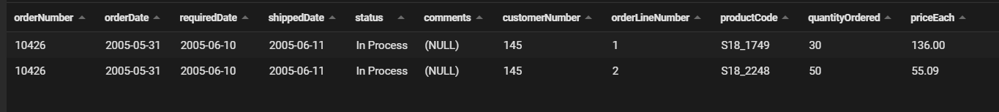 orderNumber orderDate requiredDate shippedDate status comments customerNumber orderLineNumber productCode quantityOrdered priceEach
10426 2005-05-31 2005-06-10 2005-06-11 In Process (NULL) 145 1 S18_1749 30 136.00
10426 2005-05-31 2005-06-10 2005-06-11 In Process (NULL) 145 2 S18_2248 50 55.09